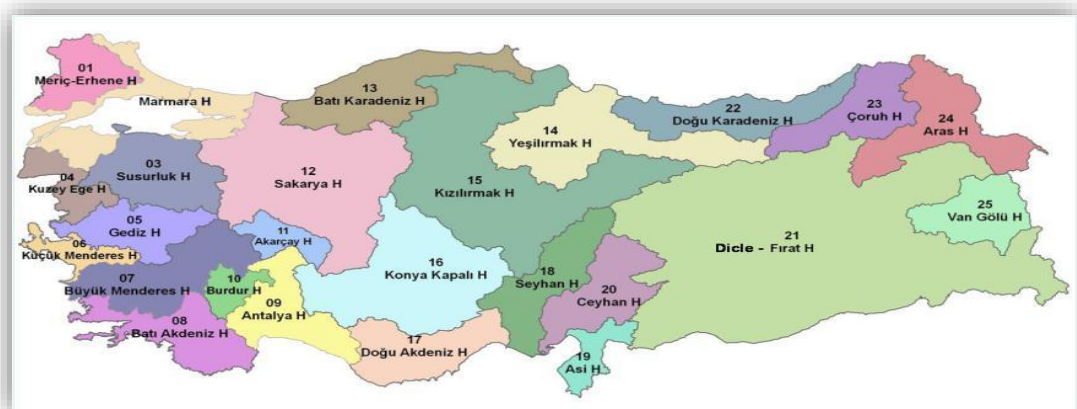 01
Meriç-Erhene H
Marmara H
03
Susurluk H
04
Kuzey Ege H
05
Gediz H
06
Küçük Menderes H
07
Büyük Menderes H
08
Batı Akdeniz H
09
Antalya H
10
Burdur H
11
Akarçay H
12
Sakarya H
13
Batı Karadeniz H
14
Yeşilırmak H
15
Kızılırmak H
16
Konya Kapalı H
17
Doğu Akdeniz H
18
Seyhan H
19
Asi H
20
Ceyhan H
21
Dicle - Fırat H
22
Doğu Karadeniz H
23
Çoruh H
24
Aras H
25
Van Gölü H